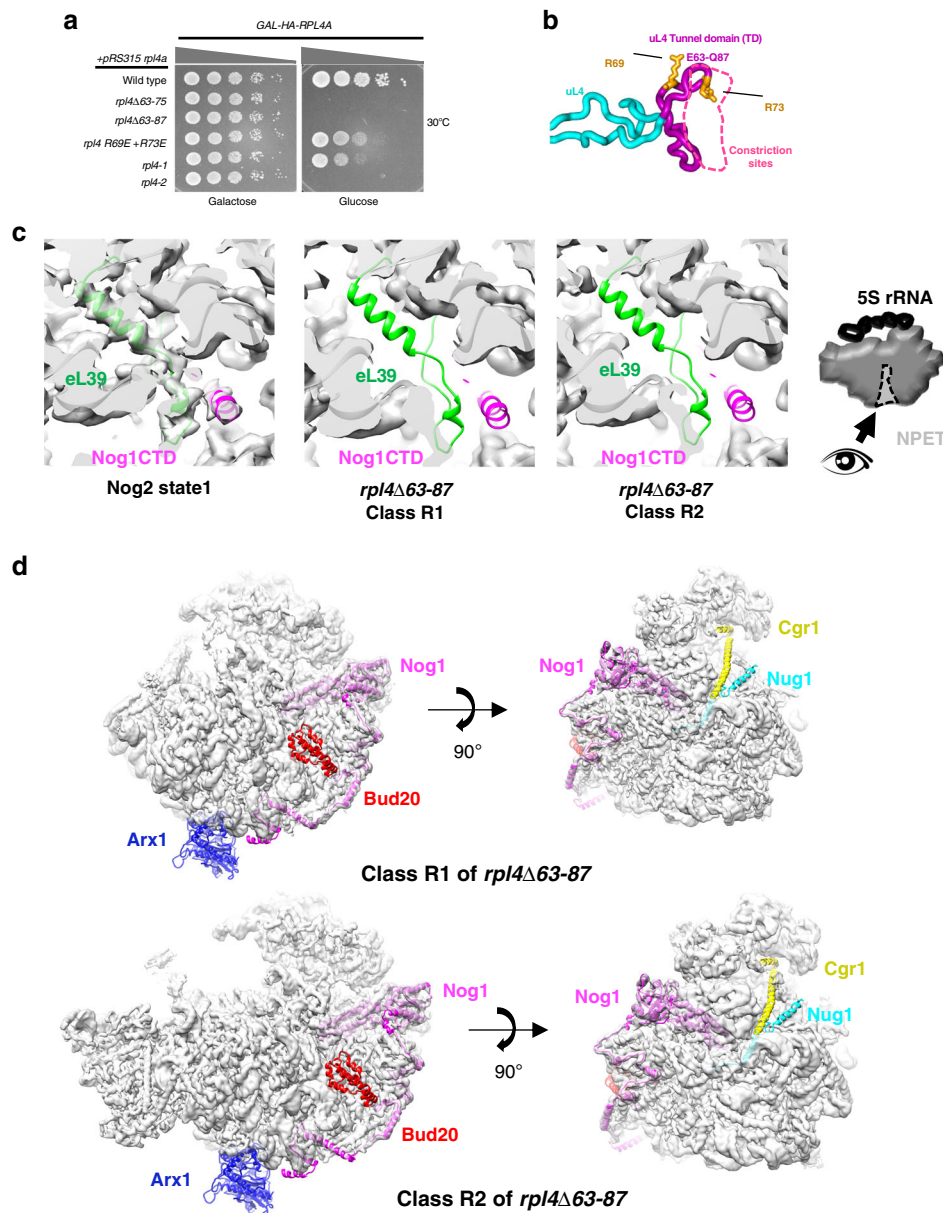 a
GAL-HA-RPL4A
+pRS315 rpl4a
Wild type
rpl4Δ63-75
rpl4Δ63-87
rpl4 R69E +R73E
rpl4-1
rpl4-2
30°C
Galactose
Glucose
b
uL4 Tunnel domain (TD)
E63-Q87
R69
R73
uL4
Constriction
sites
c
eL39
Nog1CTD
Nog2 state1
eL39
Nog1CTD
rpl4Δ63-87
Class R1
eL39
Nog1CTD
rpl4Δ63-87
Class R2
5S rRNA
NPET
d
Nog1
Bud20
Arx1
90°
Nog1
Cgr1
Nug1
Class R1 of rpl4Δ63-87
Nog1
Bud20
Arx1
90°
Nog1
Cgr1
Nug1
Class R2 of rpl4Δ63-87